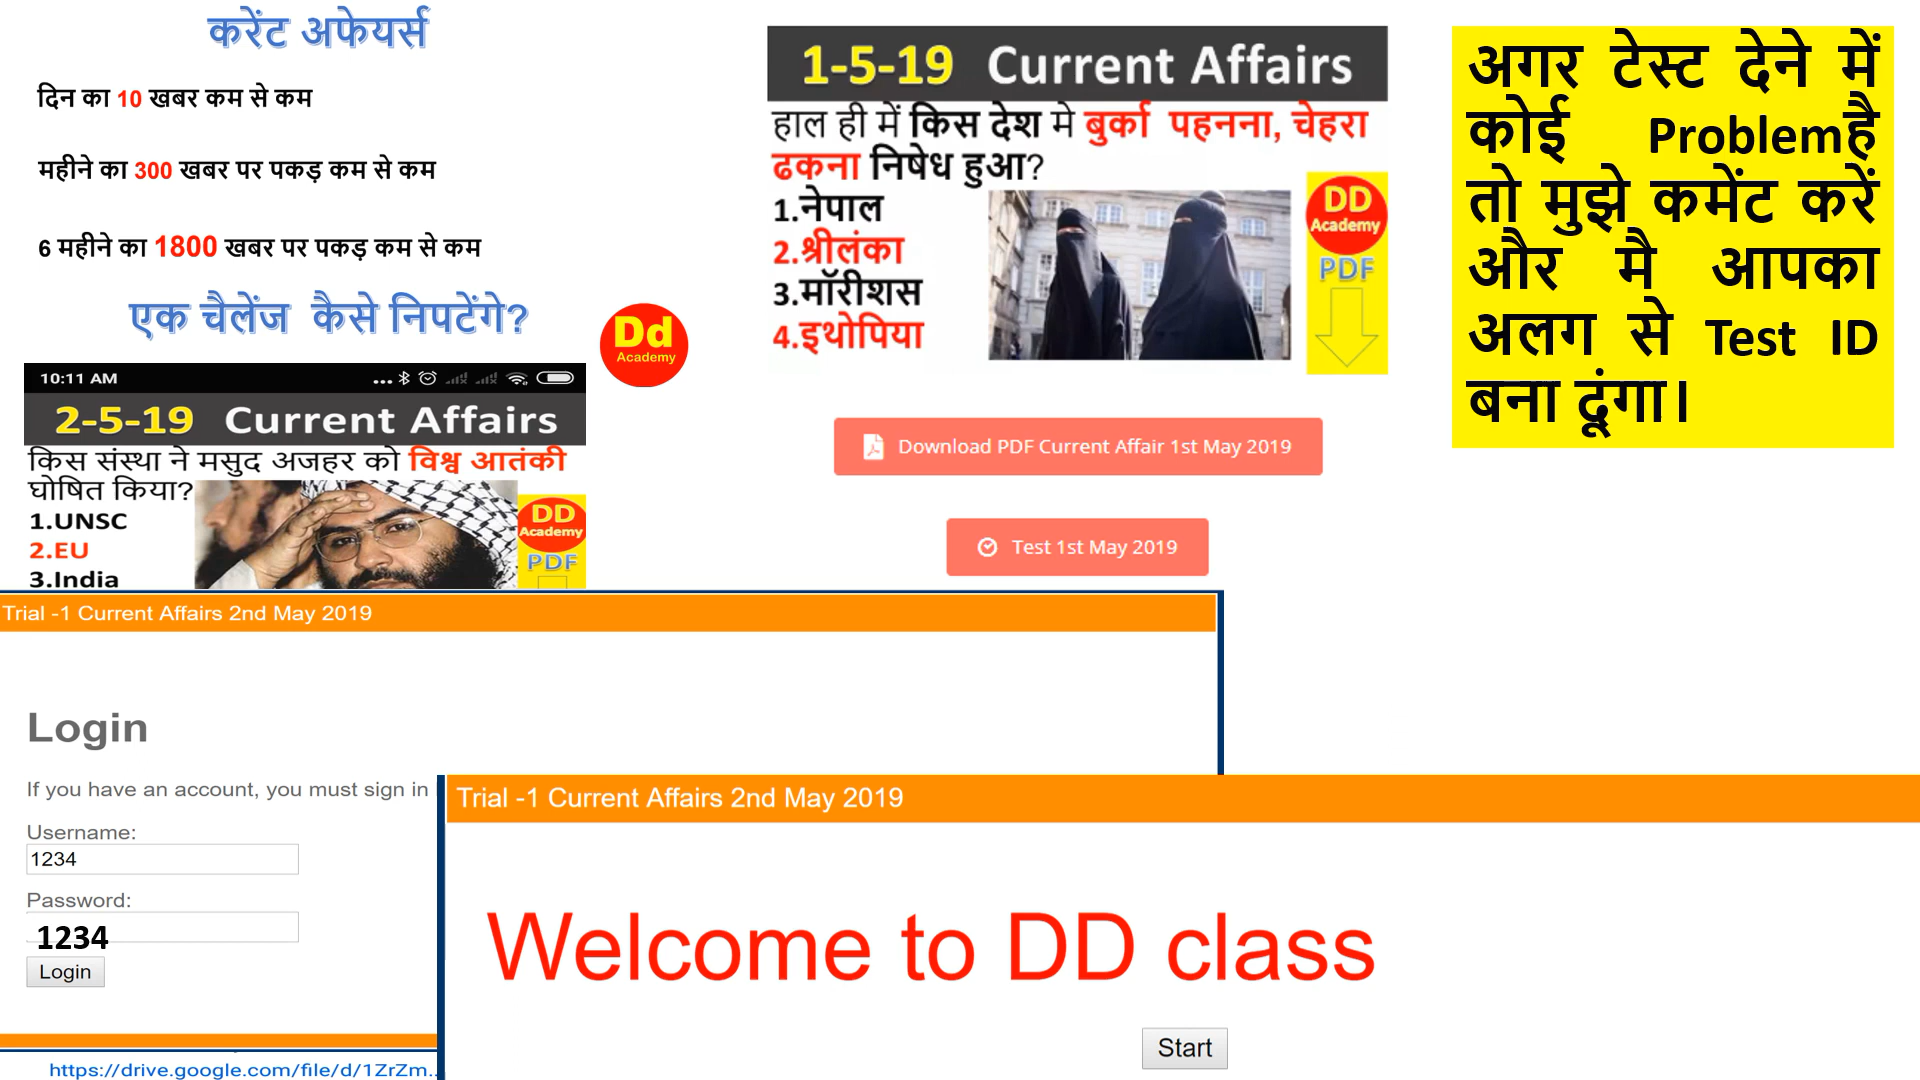 करेंट अफेयर्स
दिन का 10 खबर कम से कम
महीने का 300 खबर पर पकड़ कम से कम
6 महीने का 1800 खबर पर पकड़ कम से कम
एक चैलेंज कैसे निपटेंगे?
Dd
Academy
10:11 AM
2-5-19 Current Affairs
किस संस्था ने मसुद अजहर को विश्व आतंकी
घोषित किया?
1.UNSC
2.EU
3.India
DD
Academy
PDF
1-5-19 Current Affairs
हाल ही में किस देश मे बुर्का पहनना, चेहरा
ढकना निषेध हुआ?
1.नेपाल
2.श्रीलंका
3.मॉरीशस
4.इथोपिया
DD
Academy
PDF
Download PDF Current Affair 1st May 2019
Test 1st May 2019
अगर टेस्ट देने में
कोई Problemहै
तो मुझे कमेंट करें
और मै आपका
अलग से Test ID
बना दूंगा।
Trial -1 Current Affairs 2nd May 2019
Login
If you have an account, you must sign in
Username:
1234
Password:
1234
Login
https://drive.google.com/file/d/1ZrZm..
Trial -1 Current Affairs 2nd May 2019
Welcome to DD class
Start